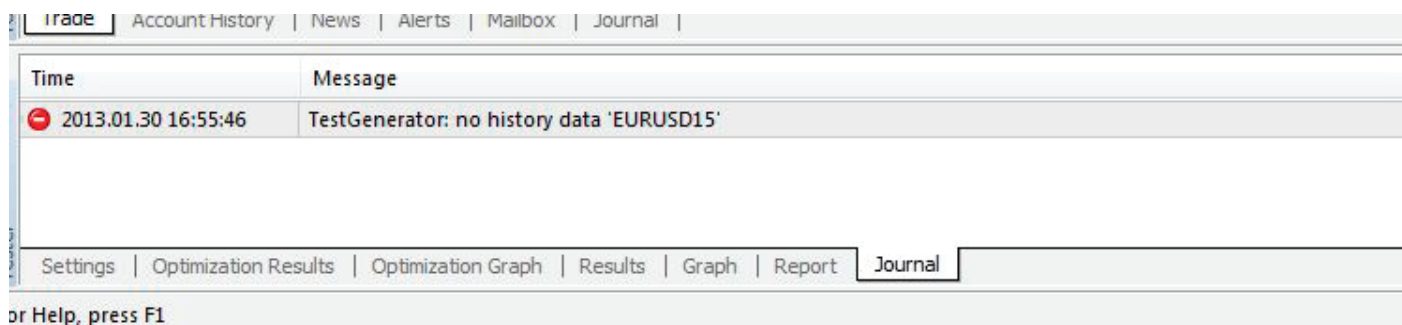 Trade | Account History | News | Alerts | Mailbox | Journal |
Time Message
2013.01.30 16:55:46 TestGenerator: no history data 'EURUSD15'
Settings | Optimization Results | Optimization Graph | Results | Graph | Report Journal
or Help, press F1